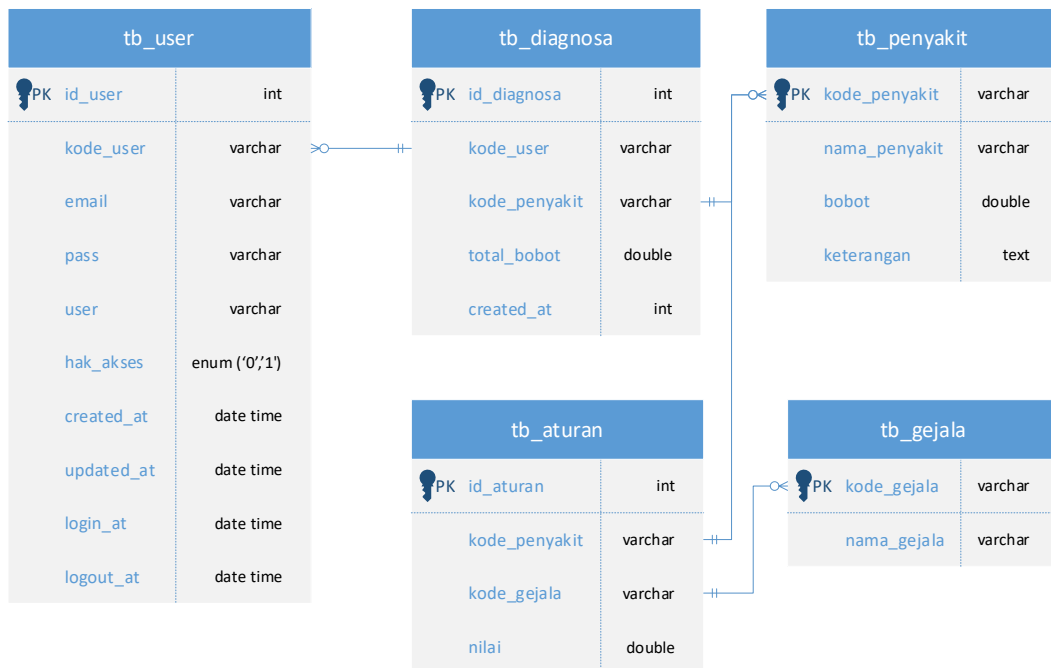 tb_user
PK id_user int
kode_user varchar
email varchar
pass varchar
user varchar
hak_akses enum (‘0’,’1')
created_at date time
updated_at date time
login_at date time
logout_at date time
tb_diagnosa
PK id_diagnosa int
kode_user varchar
kode_penyakit varchar
total_bobot double
created_at int
tb_penyakit
PK kode_penyakit varchar
nama_penyakit varchar
bobot double
keterangan text
tb_aturan
PK id_aturan int
kode_penyakit varchar
kode_gejala varchar
nilai double
tb_gejala
PK kode_gejala varchar
nama_gejala varchar